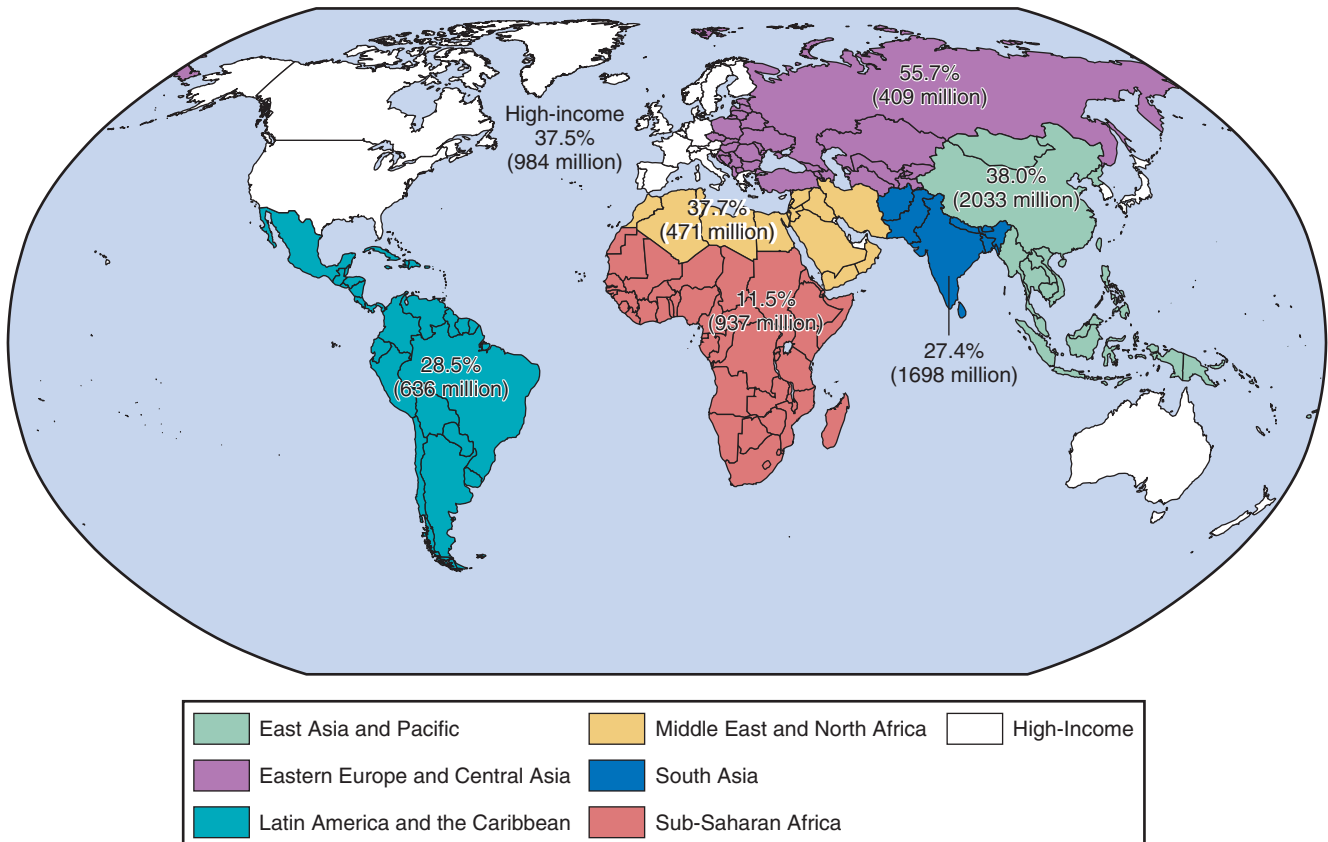 55.7%
(409 million)
High-income
37.5%
(984 million)
38.0%
(2033 million)
37.7%
(471 million)
11.5%
(937 million)
27.4%
(1698 million)
28.5%
(636 million)
East Asia and Pacific
Middle East and North Africa
High-Income
Eastern Europe and Central Asia
South Asia
Latin America and the Caribbean
Sub-Saharan Africa